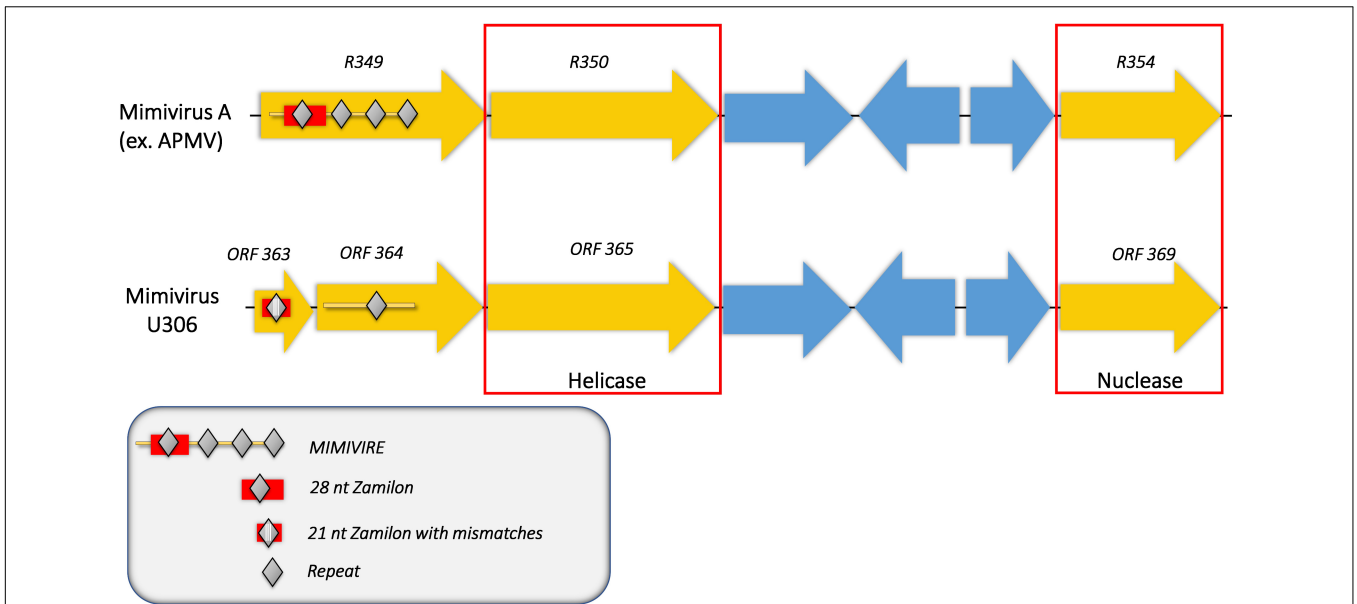 R349
R350
R354
Mimivirus A
(ex. APMV)
ORF 363
ORF 364
ORF 365
ORF 369
Mimivirus
U306
Helicase
Nuclease
MIMIVIRE
28 nt Zamilon
21 nt Zamilon with mismatches
Repeat